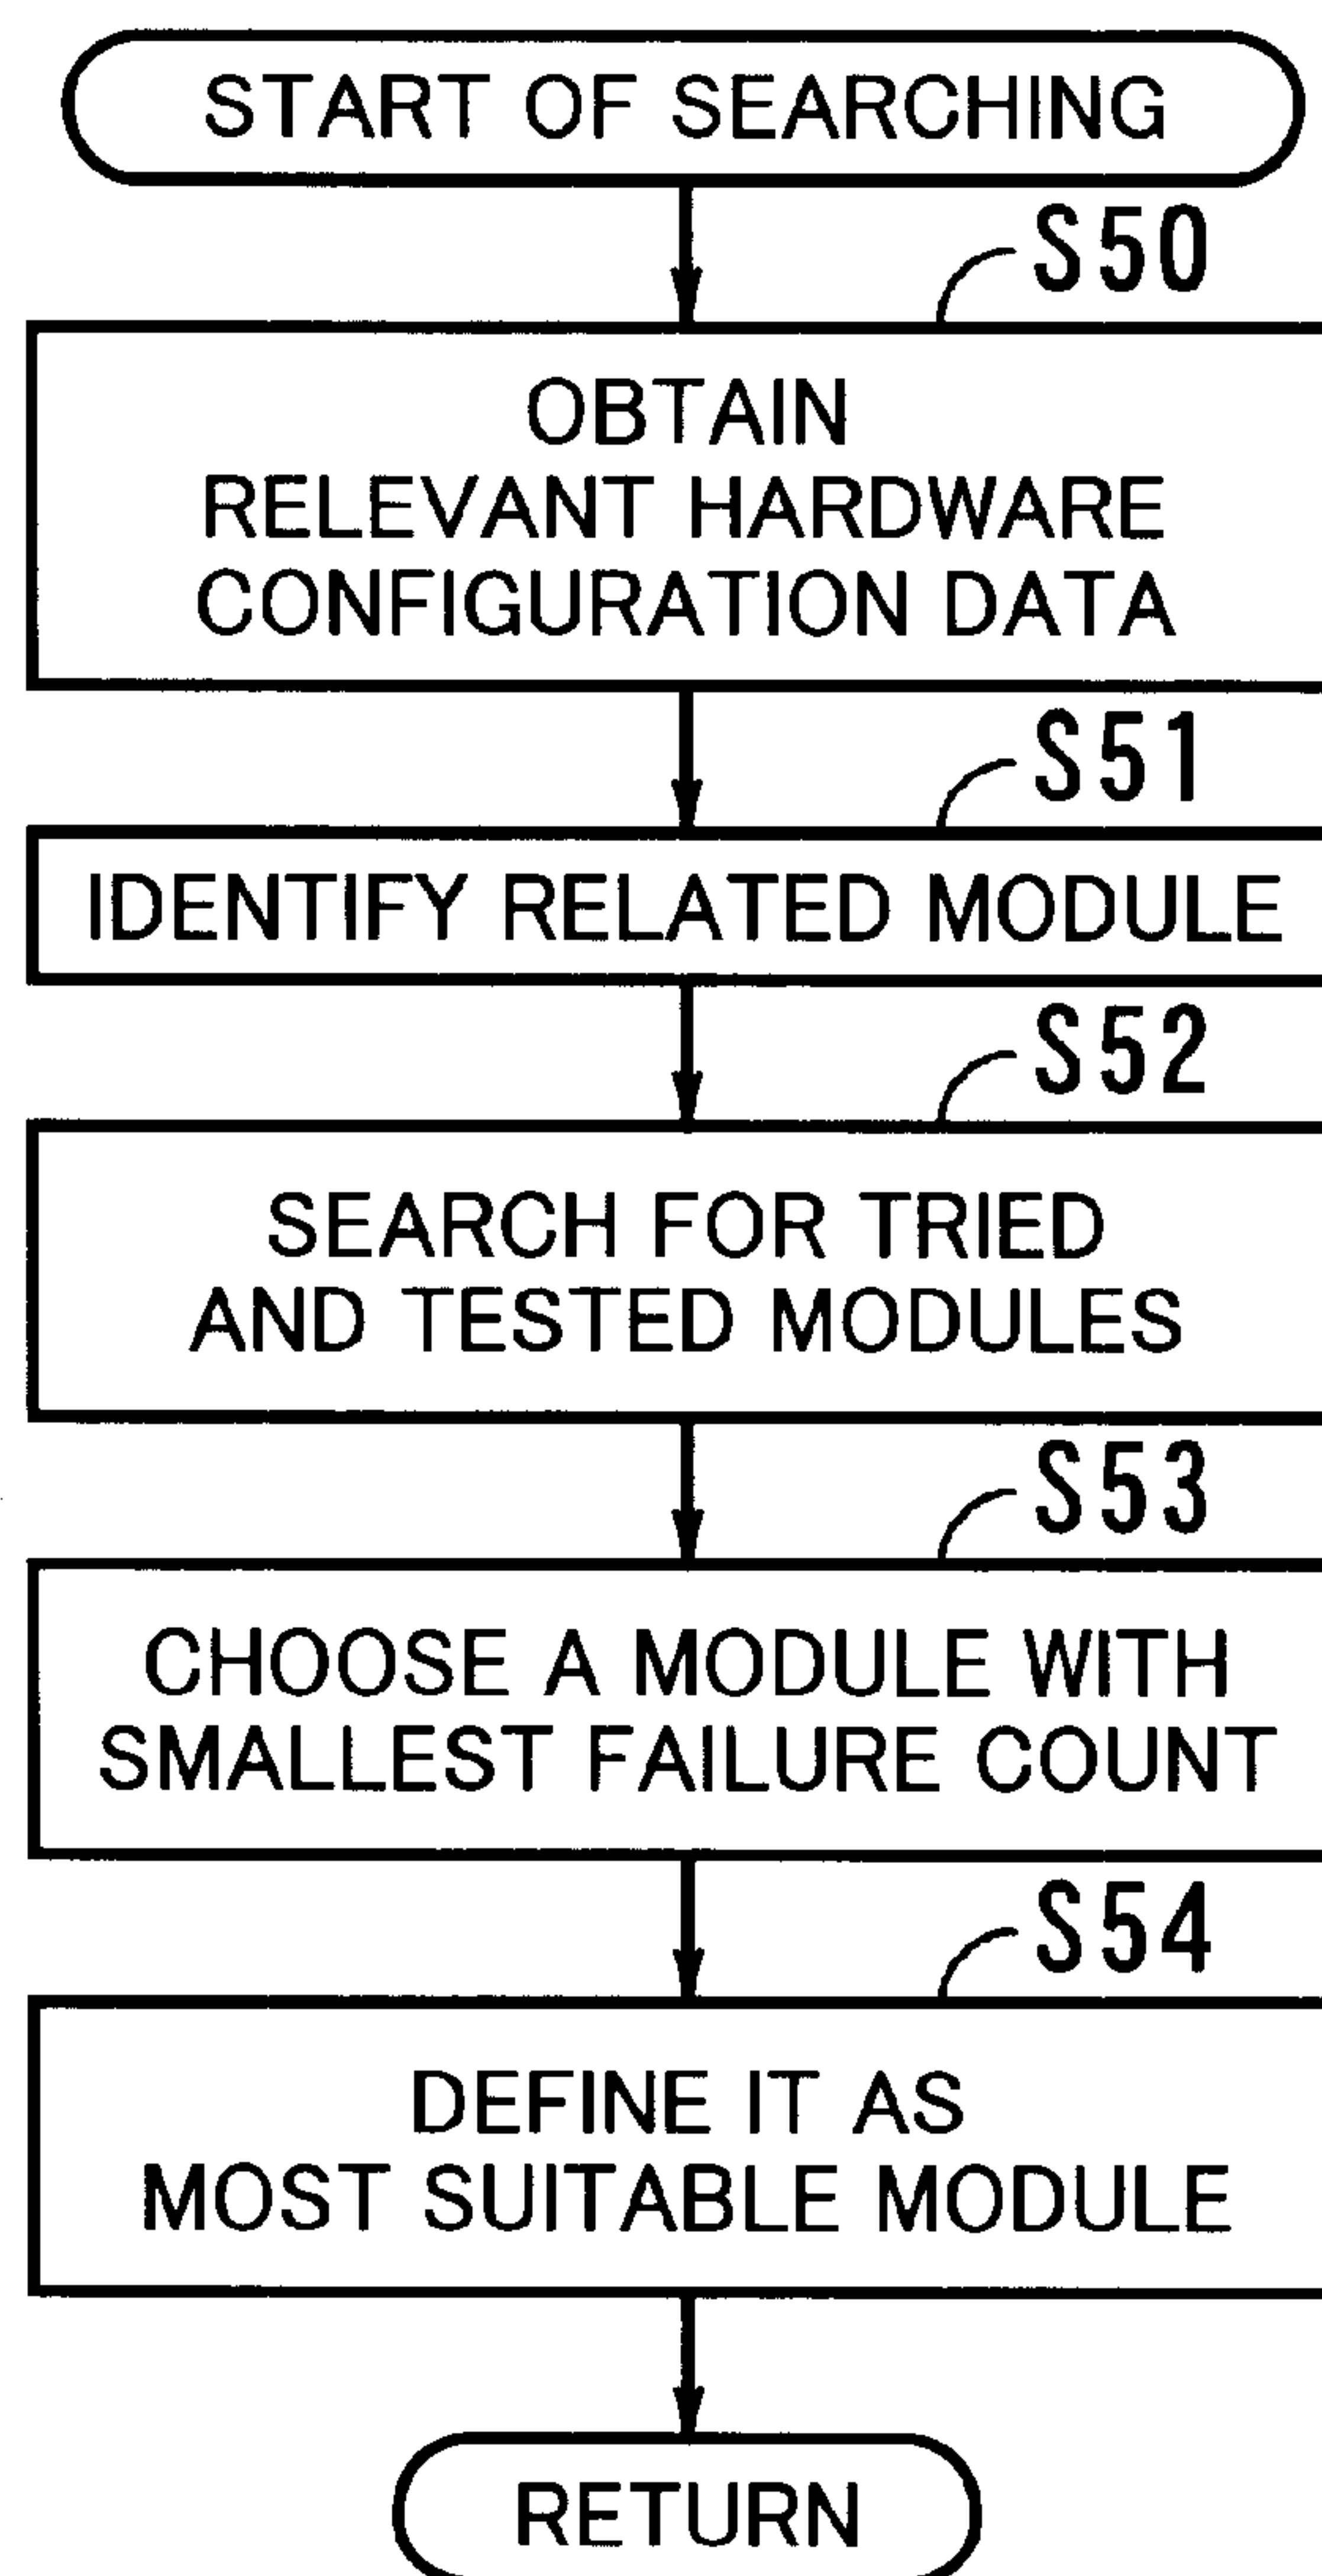 START OF SEARCHING
S50
OBTAIN
RELEVANT HARDWARE
CONFIGURATION DATA
S51
IDENTIFY RELATED MODULE
S52
SEARCH FOR TRIED
AND TESTED MODULES
S53
CHOOSE A MODULE WITH
SMALLEST FAILURE COUNT
S54
DEFINE IT AS
MOST SUITABLE MODULE
RETURN